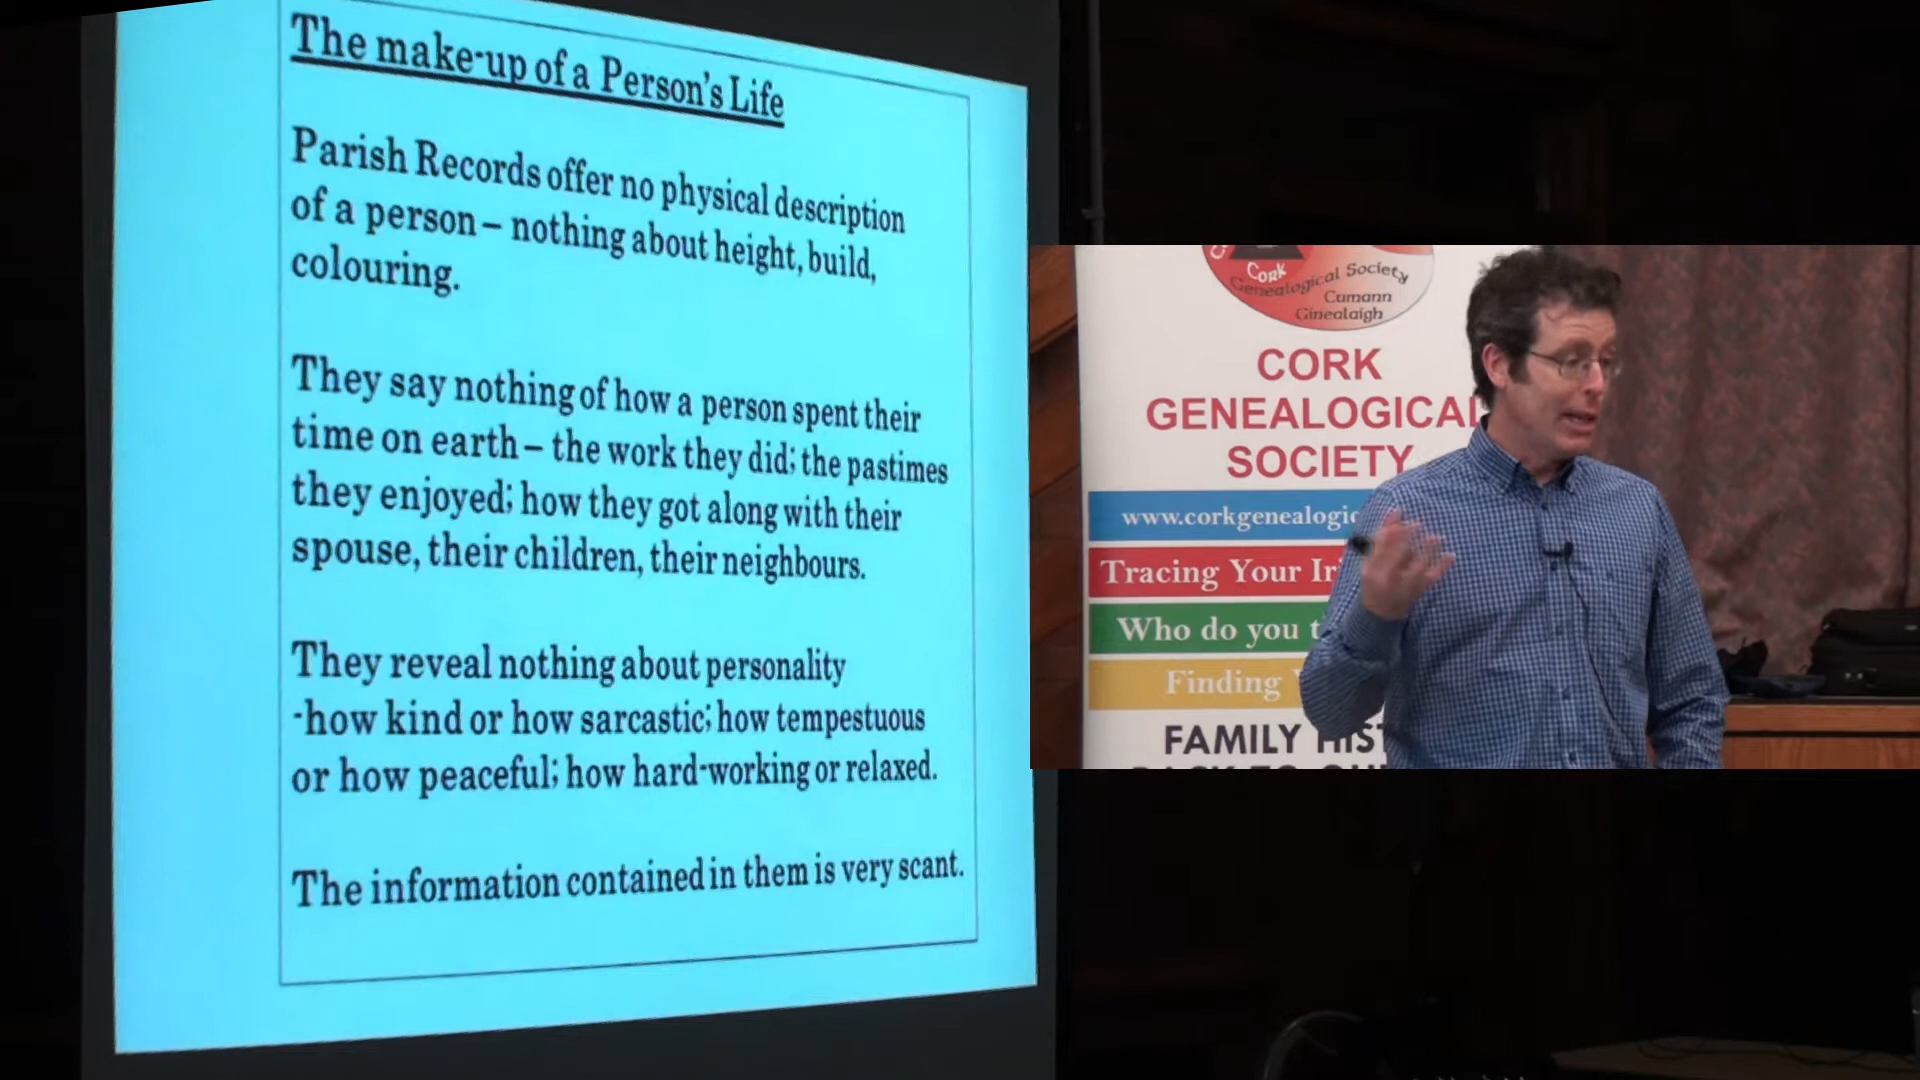 The make-up of a Person's Life
Parish Records offer no physical description
of a person – nothing about height, build,
colouring.
They say nothing of how a person spent their
time on earth – the work they did; the pastimes
they enjoyed; how they got along with their
spouse, their children, their neighbours.
They reveal nothing about personality
-how kind or how sarcastic; how tempestuous
or how peaceful; how hard-working or relaxed.
The information contained in them is very scant.
Cork
Genealogical Society
Cumann
Ginealaigh
CORK
GENEALOGICAL
SOCIETY
www.corkgenealogic
Tracing Your Iri
Who do you t
Finding
FAMILY HIST